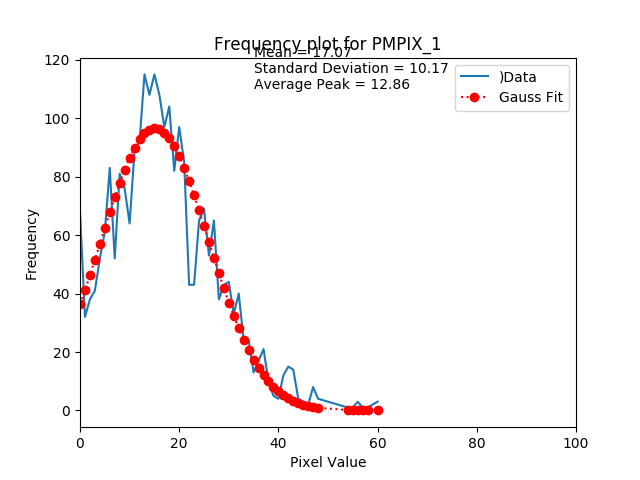 Frequency plot for PMPIX_1
Mean = 17.07
Standard Deviation = 10.17
Average Peak = 12.86
)Data
Gauss Fit
120
100
80
60
40
20
0
Frequency
0 20 40 60 80 100
Pixel Value